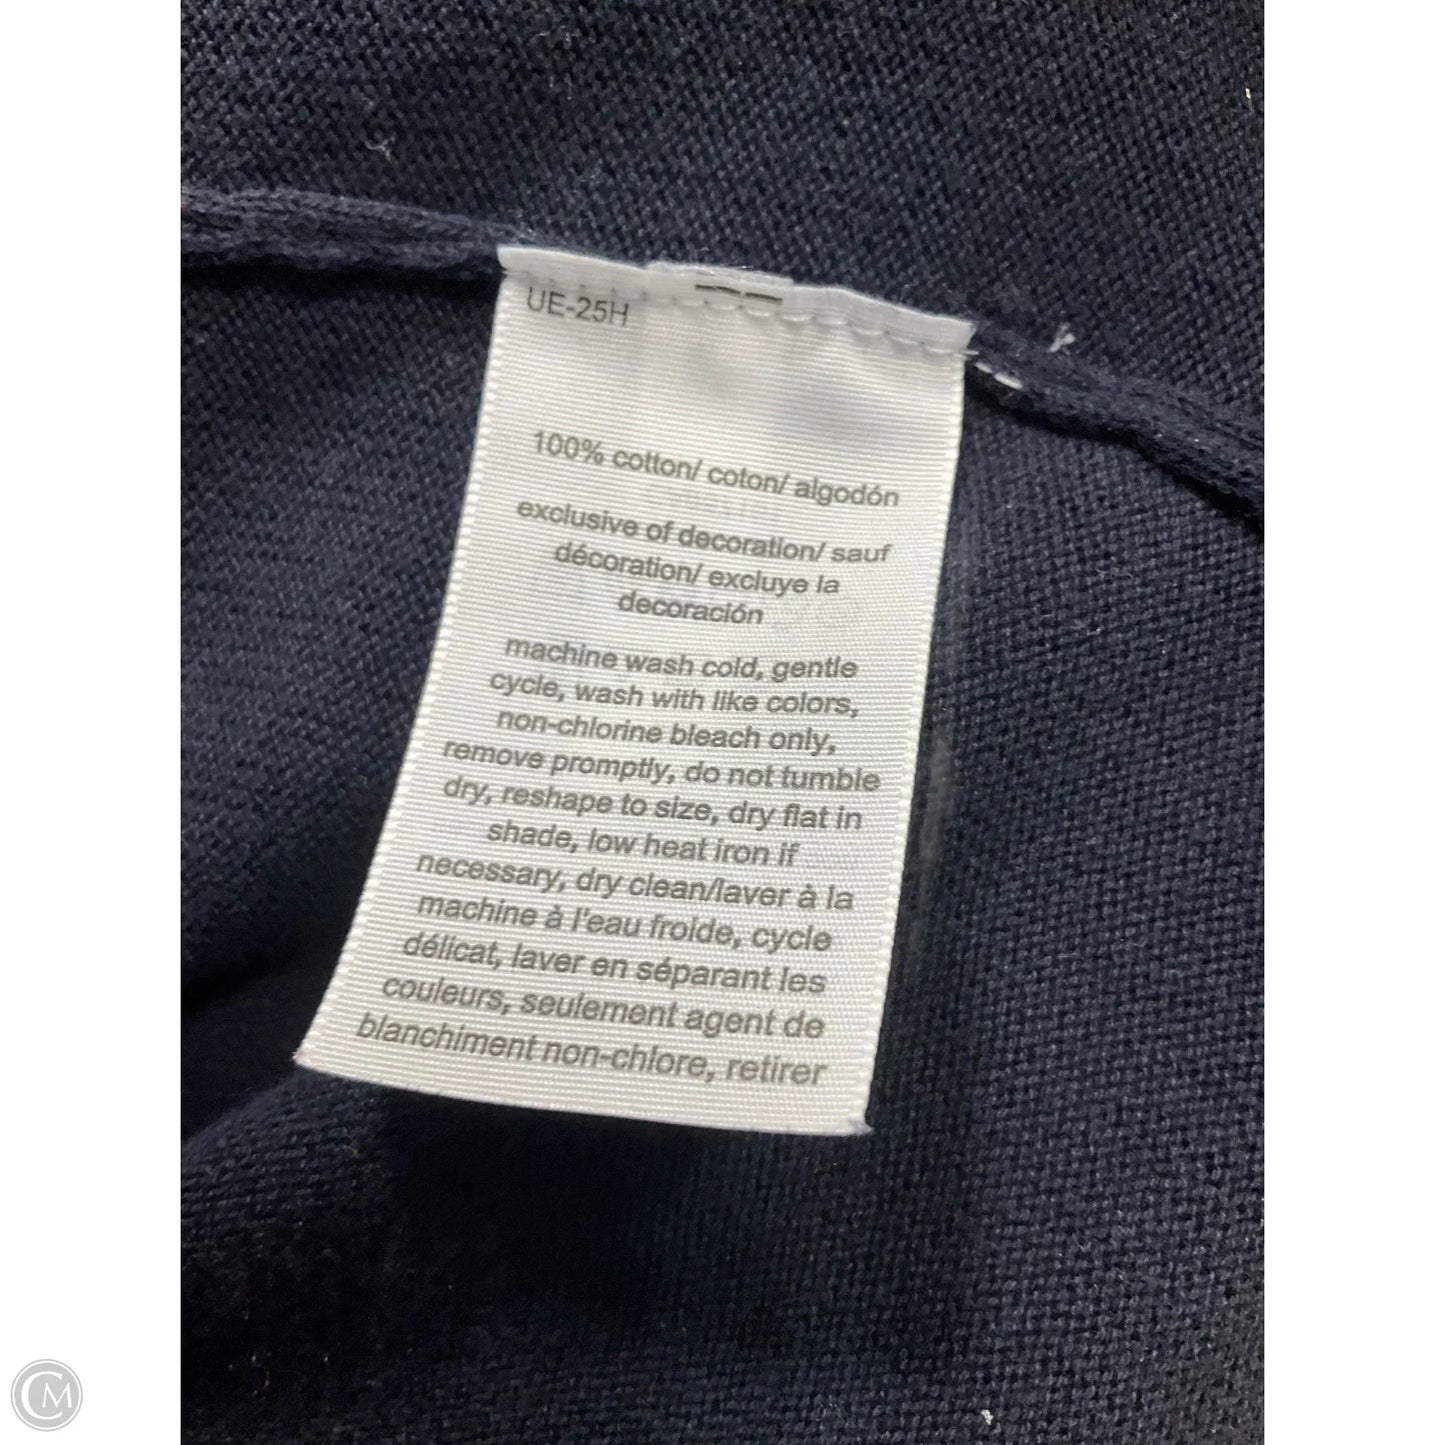 UE-25H
100% cotton/ coton/ algodón
exclusive of decoration/ sauf
décoration/ excluye la
decoración
machine wash cold, gentle
cycle, wash with like colors,
non-chlorine bleach only,
remove promptly, do not tumble
dry, reshape to size, dry flat in
shade, low heat iron if
necessary, dry clean/laver à la
machine à l'eau froide, cycle
délicat, laver en séparant les
couleurs, seulement agent de
blanchiment non-chlore, retirer
CM